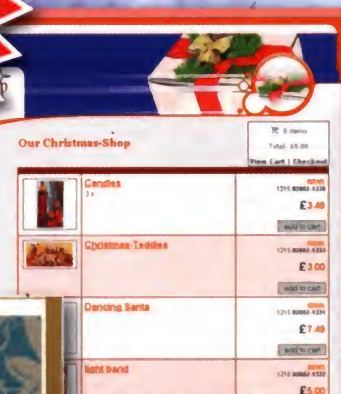 Our Christmas-Shop
0 items
Total: £0.00
View Cart | Checkout
Candles
3 x
£3.49
add to cart
Christmas-Teddies
£3.00
add to cart
Dancing Santa
£7.49
add to cart
light band
£5.00